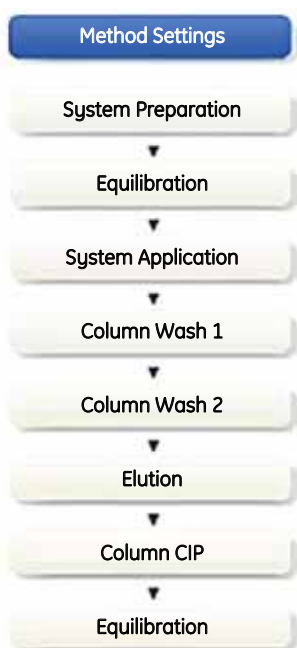 Method Settings
System Preparation
Equilibration
System Application
Column Wash 1
Column Wash 2
Elution
Column CIP
Equilibration